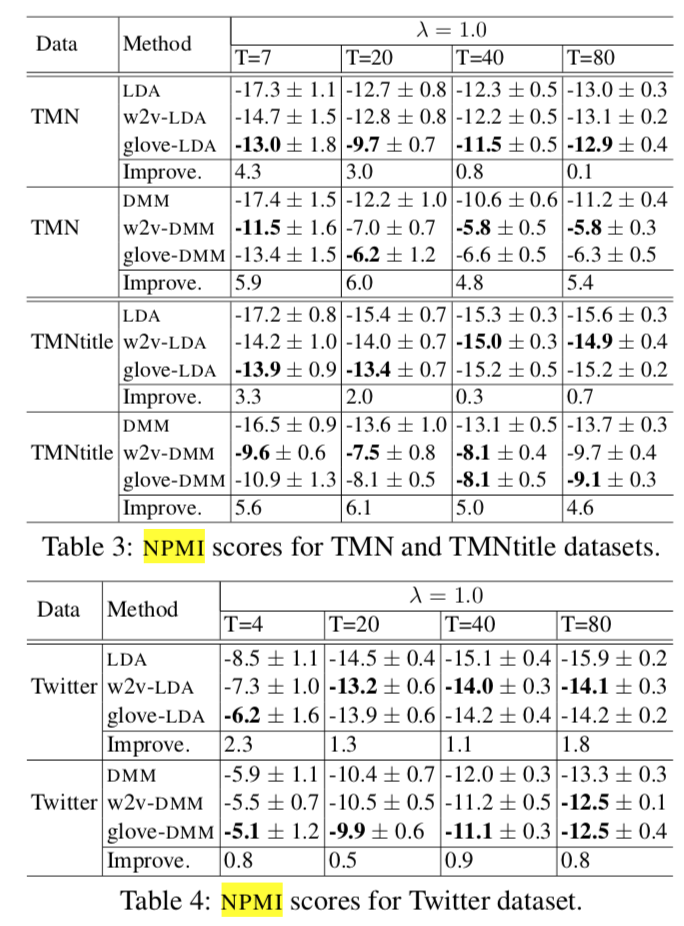 Data Method λ = 1.0
T=7 T=20 T=40 T=80
LDA -17.3 ± 1.1 -12.7 ± 0.8 -12.3 ± 0.5 -13.0 ± 0.3
TMN w2v-LDA -14.7 ± 1.5 -12.8 ± 0.8 -12.2 ± 0.5 -13.1 ± 0.2
glove-LDA -13.0 ± 1.8 -9.7 ± 0.7 -11.5 ± 0.5 -12.9 ± 0.4
Improve. 4.3 3.0 0.8 0.1
DMM -17.4 ± 1.5 -12.2 ± 1.0 -10.6 ± 0.6 -11.2 ± 0.4
TMN w2v-DMM -11.5 ± 1.6 -7.0 ± 0.7 -5.8 ± 0.5 -5.8 ± 0.3
glove-DMM -13.4 ± 1.5 -6.2 ± 1.2 -6.6 ± 0.5 -6.3 ± 0.5
Improve. 5.9 6.0 4.8 5.4
LDA -17.2 ± 0.8 -15.4 ± 0.7 -15.3 ± 0.3 -15.6 ± 0.3
TMNtitle w2v-LDA -14.2 ± 1.0 -14.0 ± 0.7 -15.0 ± 0.3 -14.9 ± 0.4
glove-LDA -13.9 ± 0.9 -13.4 ± 0.7 -15.2 ± 0.5 -15.2 ± 0.2
Improve. 3.3 2.0 0.3 0.7
DMM -16.5 ± 0.9 -13.6 ± 1.0 -13.1 ± 0.5 -13.7 ± 0.3
TMNtitle w2v-DMM -9.6 ± 0.6 -7.5 ± 0.8 -8.1 ± 0.4 -9.7 ± 0.4
glove-DMM -10.9 ± 1.3 -8.1 ± 0.5 -8.1 ± 0.5 -9.1 ± 0.3
Improve. 5.6 6.1 5.0 4.6
Table 3: NPMI scores for TMN and TMNtitle datasets.
Data Method λ = 1.0
T=4 T=20 T=40 T=80
LDA -8.5 ± 1.1 -14.5 ± 0.4 -15.1 ± 0.4 -15.9 ± 0.2
Twitter w2v-LDA -7.3 ± 1.0 -13.2 ± 0.6 -14.0 ± 0.3 -14.1 ± 0.3
glove-LDA -6.2 ± 1.6 -13.9 ± 0.6 -14.2 ± 0.4 -14.2 ± 0.2
Improve. 2.3 1.3 1.1 1.8
DMM -5.9 ± 1.1 -10.4 ± 0.7 -12.0 ± 0.3 -13.3 ± 0.3
Twitter w2v-DMM -5.5 ± 0.7 -10.5 ± 0.5 -11.2 ± 0.5 -12.5 ± 0.1
glove-DMM -5.1 ± 1.2 -9.9 ± 0.6 -11.1 ± 0.3 -12.5 ± 0.4
Improve. 0.8 0.5 0.9 0.8
Table 4: NPMI scores for Twitter dataset.